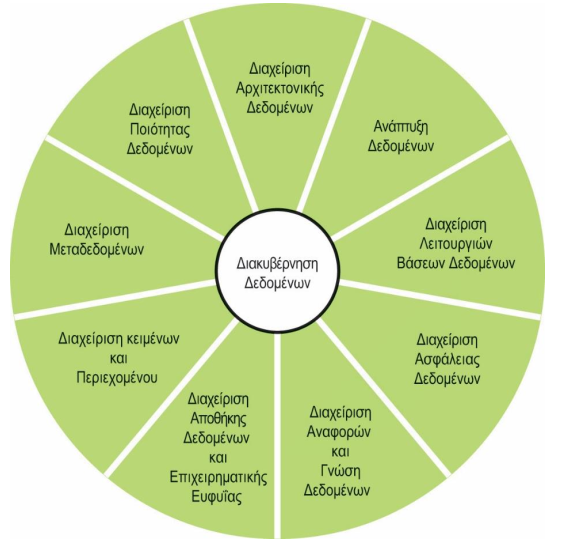 Διαχείριση
Αρχιτεκτονικής
Δεδομένων
Ανάπτυξη
Δεδομένων
Διαχείριση
Λειτουργιών
Βάσεων Δεδομένων
Διαχείριση
Ασφάλειας
Δεδομένων
Διαχείριση
Αναφορών
και
Γνώση
Δεδομένων
Διαχείριση
Αποθήκης
Δεδομένων
και
Επιχειρηματικής
Ευφυΐας
Διαχείριση κειμένων
και
Περιεχομένου
Διαχείριση
Μεταδεδομένων
Διαχείριση
Ποιότητας
Δεδομένων
Διακυβέρνηση
Δεδομένων